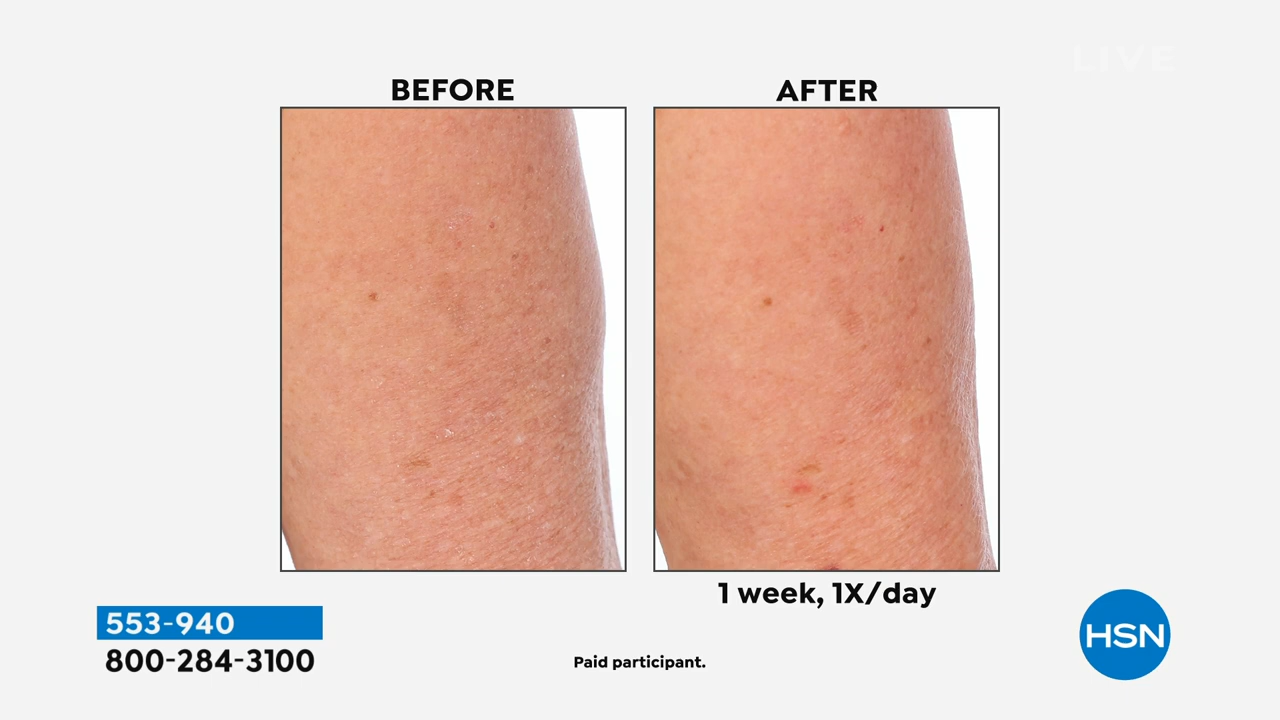 LIVE
BEFORE
AFTER
1 week, 1X/day
553-940
800-284-3100
Paid participant.
HSN